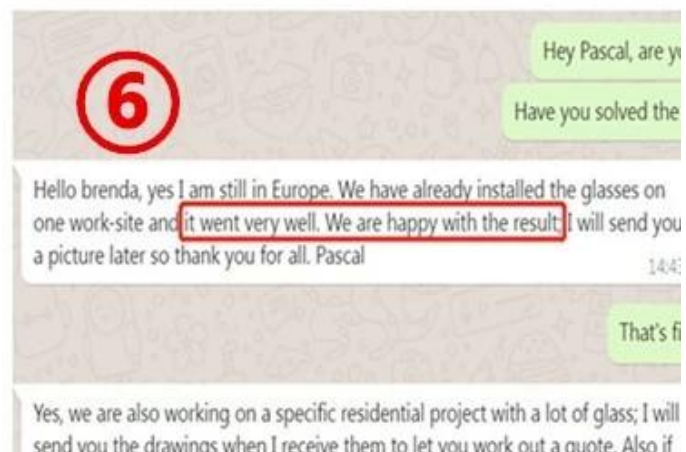 6
Hey Pascal, are
Have you solved the
Hello brenda, yes I am still in Europe. We have already installed the glasses on
one work-site and it went very well. We are happy with the result, I will send you
a picture later so thank you for all. Pascal
14:43
That's
Yes, we are also working on a specific residential project with a lot of glass; I will
send you the drawings when I receive them to let you work out a quote. Also if